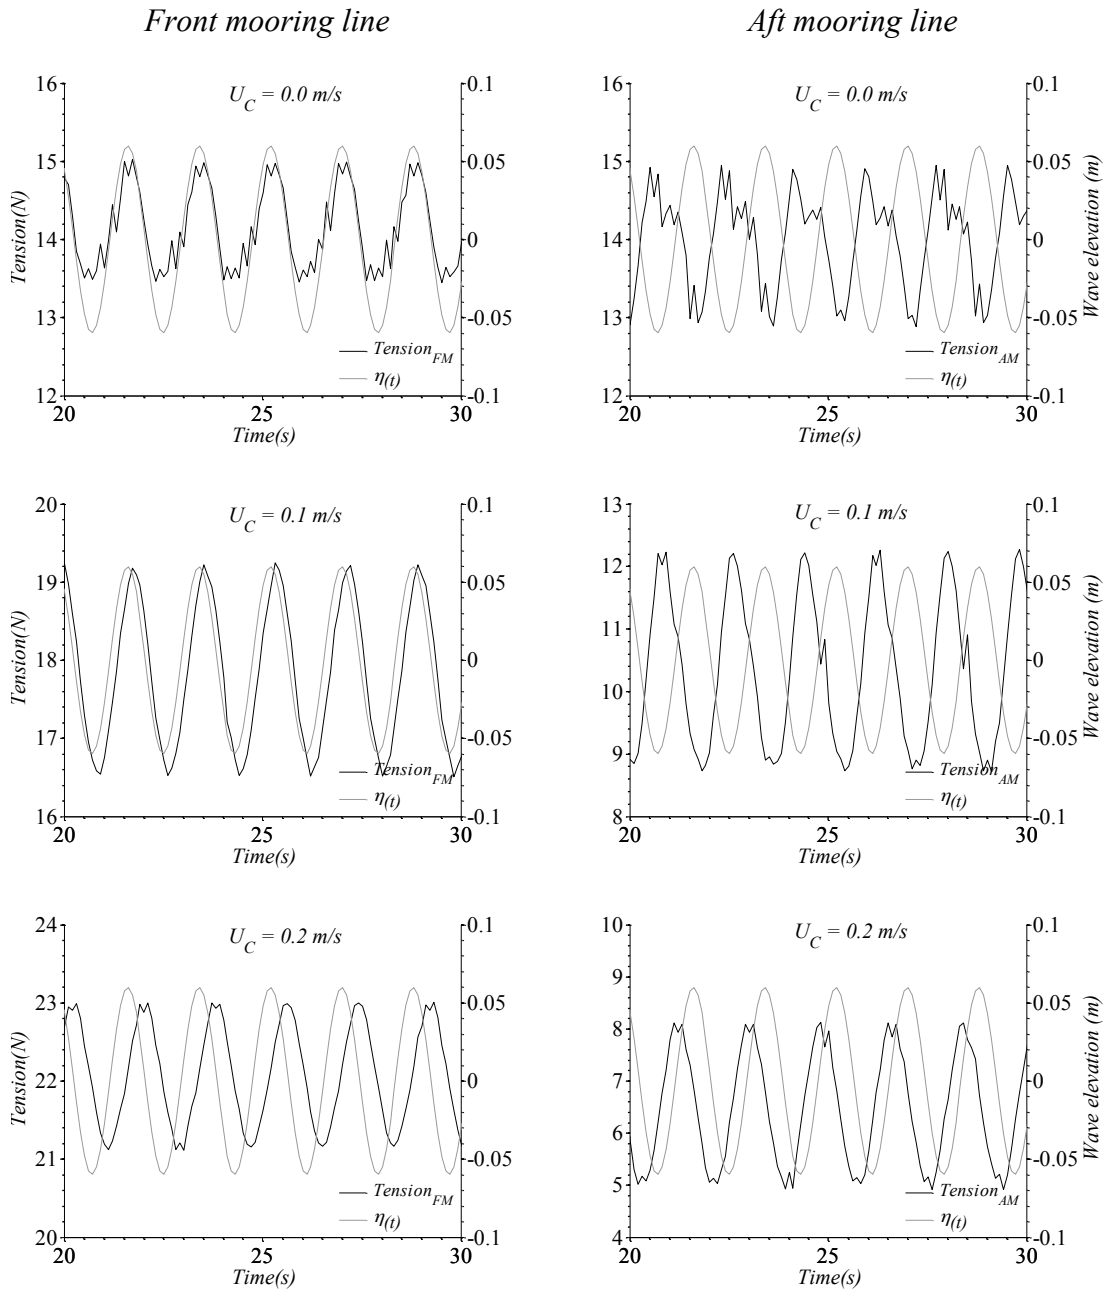 Front mooring line
Aft mooring line
16
15
14
13
12
Tension(N)
U_C = 0.0 m/s
0.1
0.05
0
-0.05
-0.1
Tension_FM
η(t)
20
25
30
Time(s)
16
15
14
13
12
U_C = 0.0 m/s
0.1
0.05
0
-0.05
-0.1
Wave elevation (m)
Tension_AM
η(t)
20
25
30
Time(s)
20
19
18
17
16
Tension(N)
U_C = 0.1 m/s
0.1
0.05
0
-0.05
-0.1
Tension_FM
η(t)
20
25
30
Time(s)
13
12
11
10
9
8
U_C = 0.1 m/s
0.1
0.05
0
-0.05
-0.1
Wave elevation (m)
Tension_AM
η(t)
20
25
30
Time(s)
24
23
22
21
20
Tension(N)
U_C = 0.2 m/s
0.1
0.05
0
-0.05
-0.1
Tension_FM
η(t)
20
25
30
Time(s)
10
9
8
7
6
5
4
U_C = 0.2 m/s
0.1
0.05
0
-0.05
-0.1
Wave elevation (m)
Tension_AM
η(t)
20
25
30
Time(s)